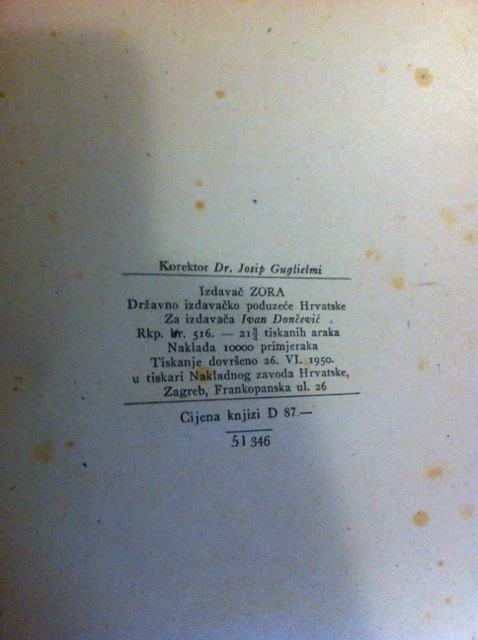 Korektor Dr. Josip Guglielmi
Izdavač ZORA
Državno izdavačko poduzeće Hrvatske
Za izdavača Ivan Dončević
Rkp. br. 516. — 21¾ tiskanih araka
Naklada 10000 primjeraka
Tiskanje dovršeno 26. VI. 1950.
u tiskari Nakladnog zavoda Hrvatske,
Zagreb, Frankopanska ul. 26
Cijena knjizi D 87.—
51 346